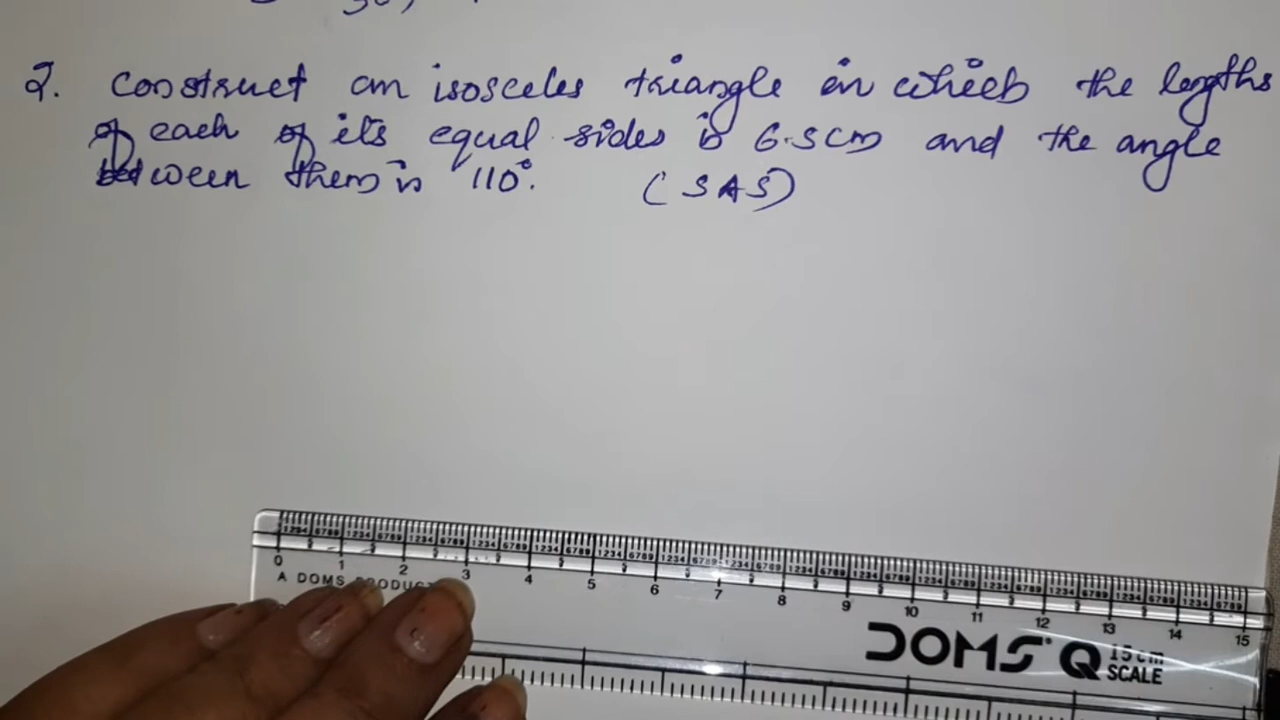 2. Construct an isosceles triangle in which the lengths
of each of its equal sides is 6.5cm and the angle
between them is 110°. (SAS)
0 1 2 3 4 5 6 7 8 9 10 11 12 13 14 15
A DOMS PRODUCT
DOMS Q 15cm SCALE